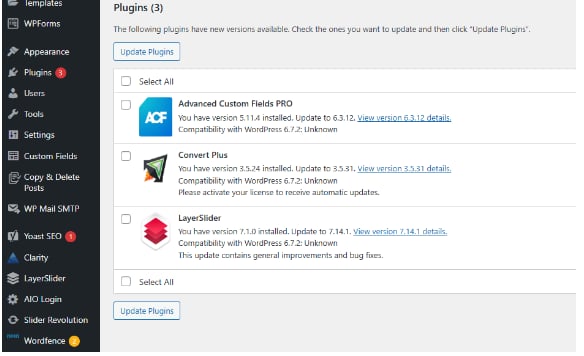 Templates
WPForms
Appearance
Plugins 3
Users
Tools
Settings
Custom Fields
Copy & Delete
Posts
WP Mail SMTP
Yoast SEO 1
Clarity
LayerSlider
AIO Login
Slider Revolution
Wordfence 2
Plugins (3)
The following plugins have new versions available. Check the ones you want to update and then click "Update Plugins".
Update Plugins
Select All
ACF
Advanced Custom Fields PRO
You have version 5.11.4 installed. Update to 6.3.12. View version 6.3.12 details.
Compatibility with WordPress 6.7.2: Unknown
Convert Plus
You have version 3.5.24 installed. Update to 3.5.31. View version 3.5.31 details.
Compatibility with WordPress 6.7.2: Unknown
Please activate your license to receive automatic updates.
LayerSlider
You have version 7.1.0 installed. Update to 7.14.1. View version 7.14.1 details.
Compatibility with WordPress 6.7.2: Unknown
This update contains general improvements and bug fixes.
Select All
Update Plugins